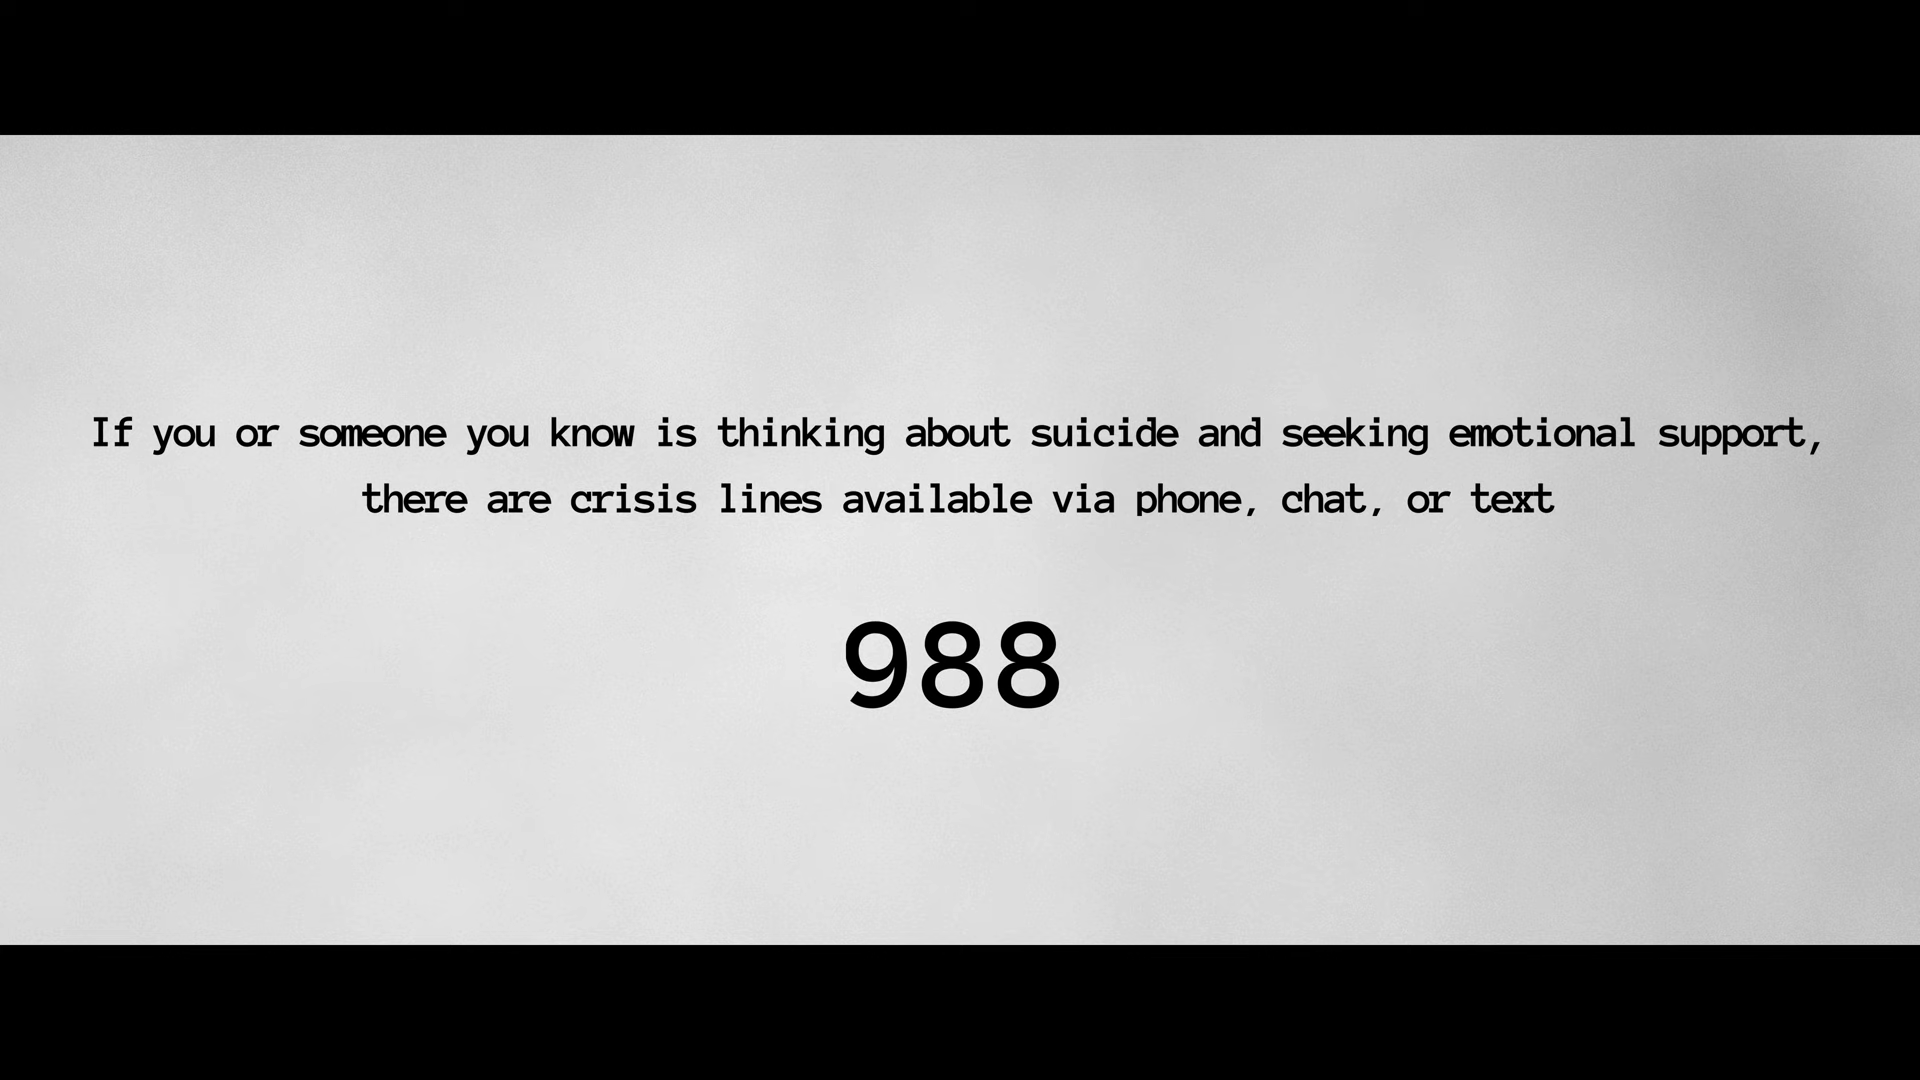 If you or someone you know is thinking about suicide and seeking emotional support,
there are crisis lines available via phone, chat, or text
988